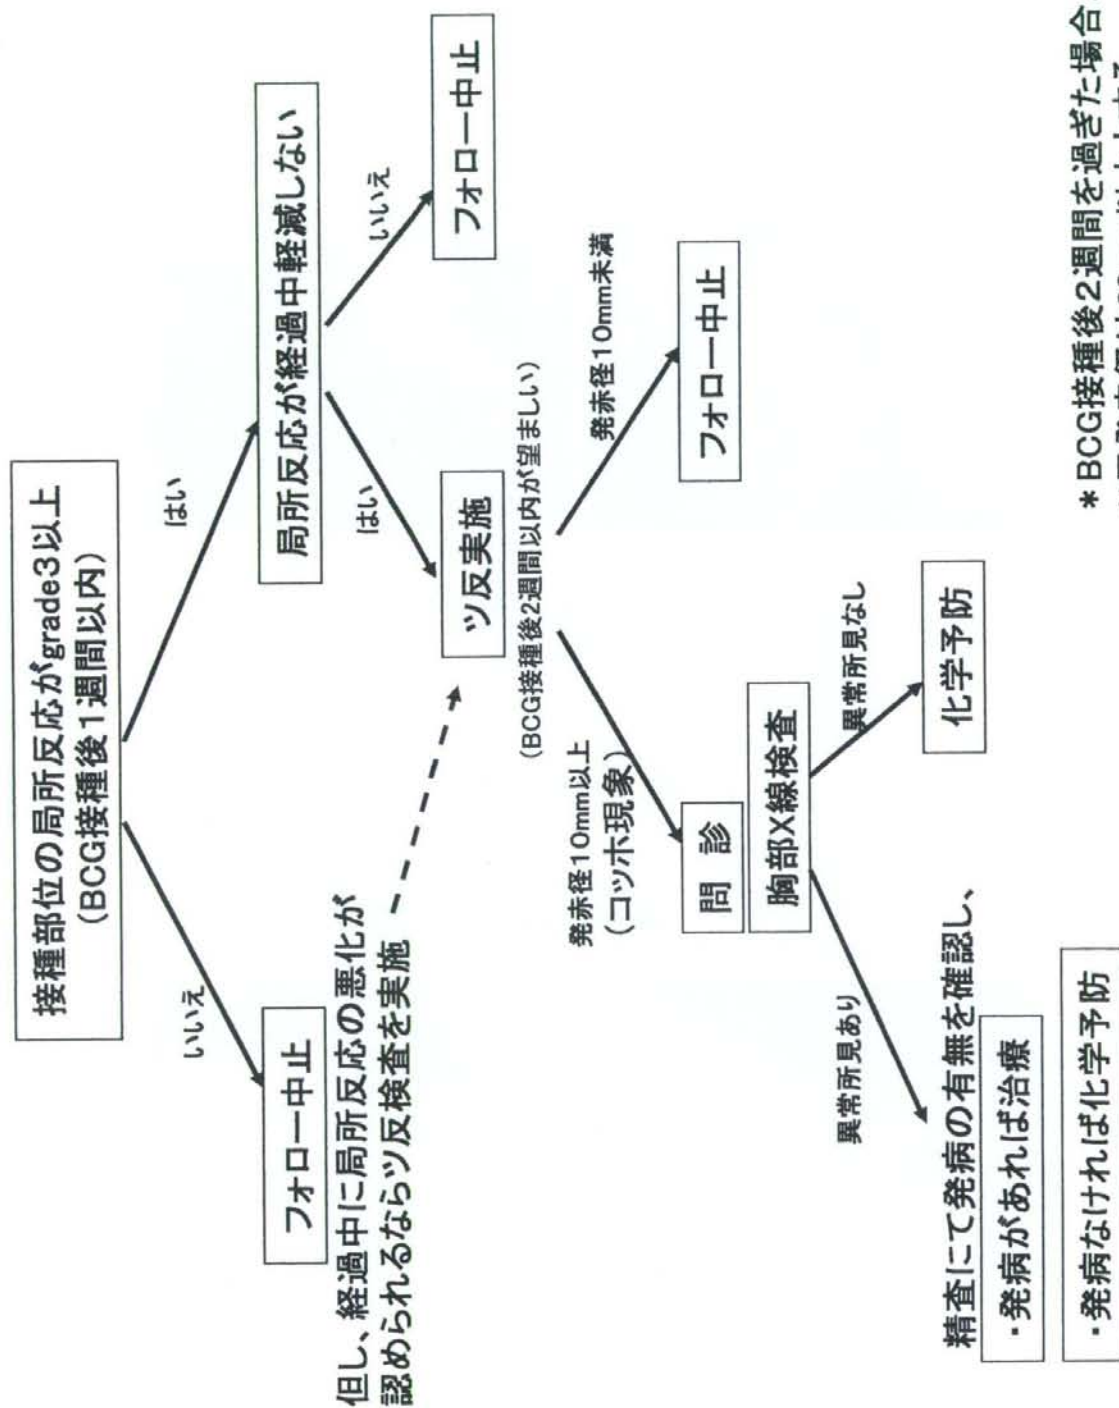 接種部位の局所反応がgrade3以上
(BCG接種後1週間以内)
いいえ
はい
フォロー中止
局所反応が経過中軽減しない
但し、経過中に局所反応の悪化が
認められるならツ反検査を実施
はい
いいえ
ツ反実施
フォロー中止
(BCG接種後2週間以内が望ましい)
発赤径10mm以上
(コッホ現象)
発赤径10mm未満
問 診
フォロー中止
胸部X線検査
異常所見あり
異常所見なし
精査にて発病の有無を確認し、
化学予防
・発病があれば治療
・発病なければ化学予防
*BCG接種後2週間を過ぎた場合